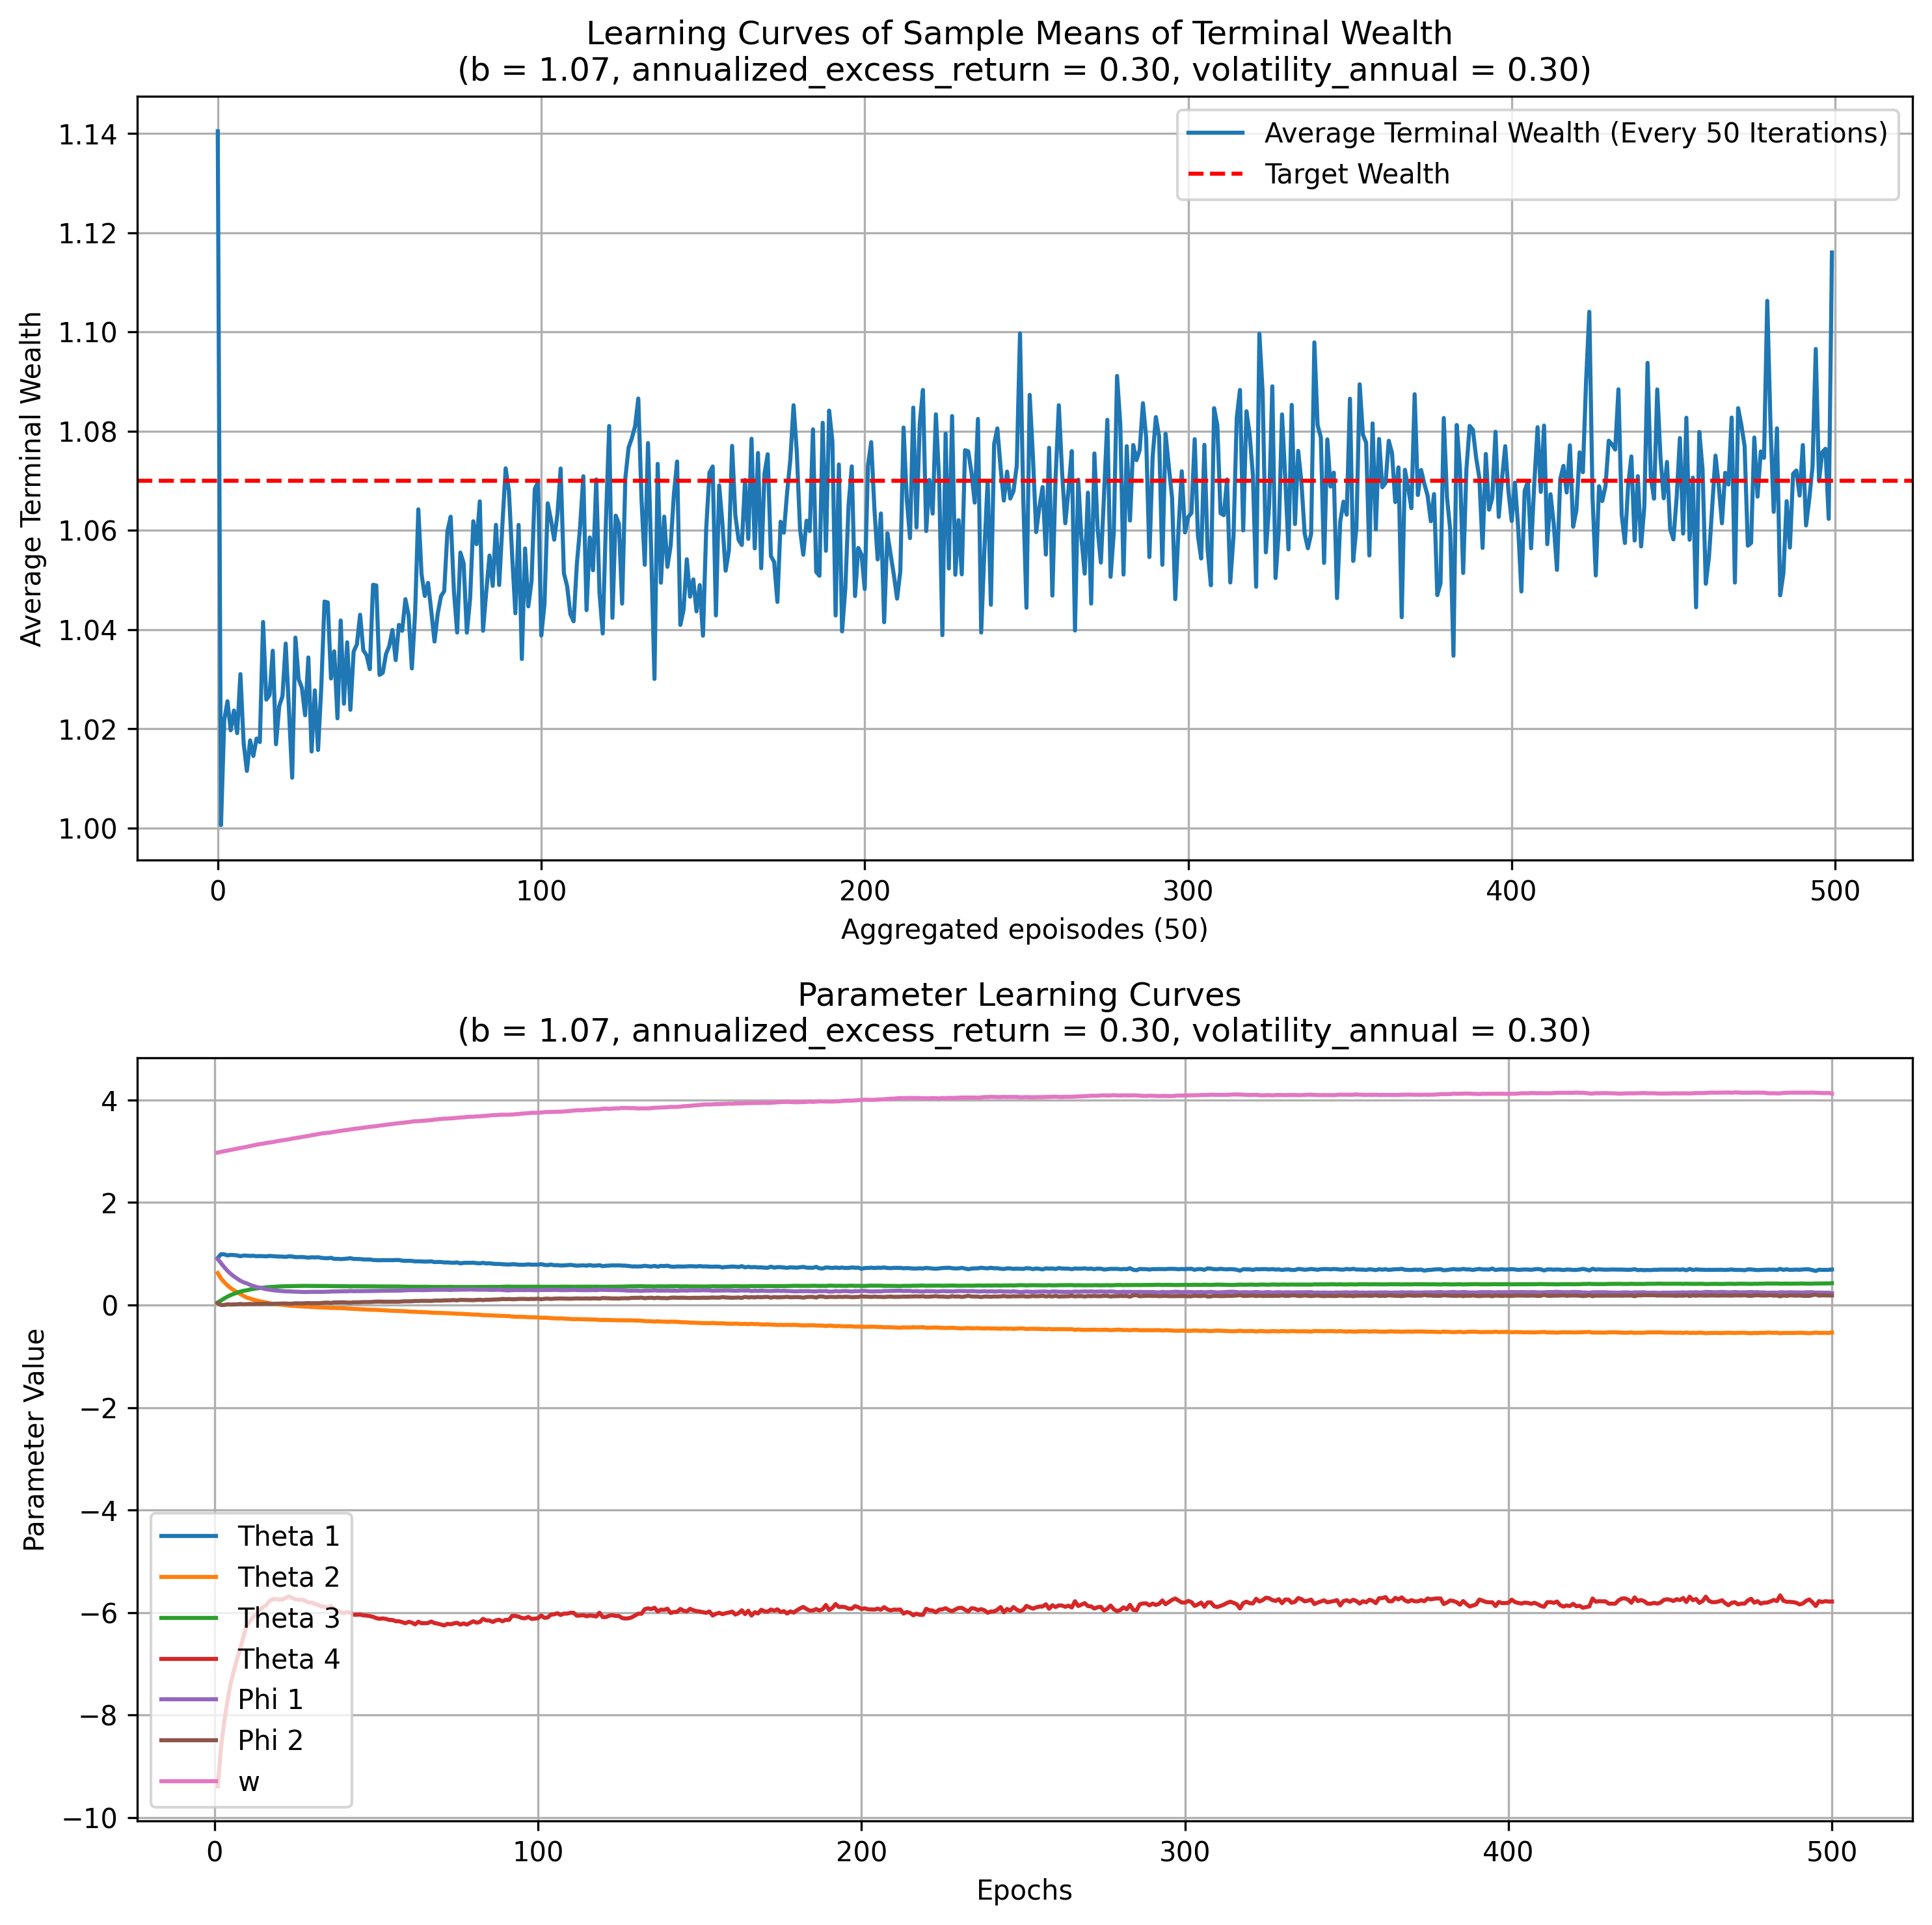 Learning Curves of Sample Means of Terminal Wealth
(b = 1.07, annualized_excess_return = 0.30, volatility_annual = 0.30)
Average Terminal Wealth (Every 50 Iterations)
Target Wealth
Average Terminal Wealth
1.14
1.12
1.10
1.08
1.06
1.04
1.02
1.00
0
100
200
300
400
500
Aggregated epoisodes (50)
Parameter Learning Curves
(b = 1.07, annualized_excess_return = 0.30, volatility_annual = 0.30)
Parameter Value
4
2
0
−2
−4
−6
−8
−10
Theta 1
Theta 2
Theta 3
Theta 4
Phi 1
Phi 2
w
0
100
200
300
400
500
Epochs